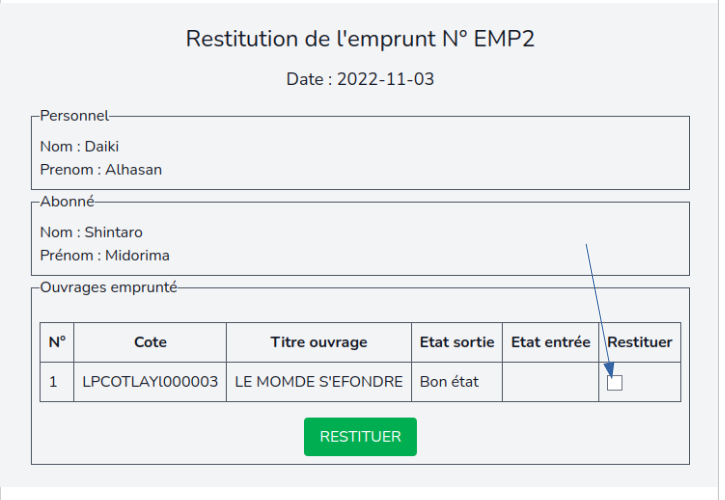 Restitution de l'emprunt N° EMP2
Date : 2022-11-03
Personnel
Nom : Daiki
Prenom : Alhasan
Abonné
Nom : Shintaro
Prénom : Midorima
Ouvrages emprunté
N° Cote Titre ouvrage Etat sortie Etat entrée Restituer
1 LPCOTLAYI000003 LE MOMDE S'EFONDRE Bon état
RESTITUER